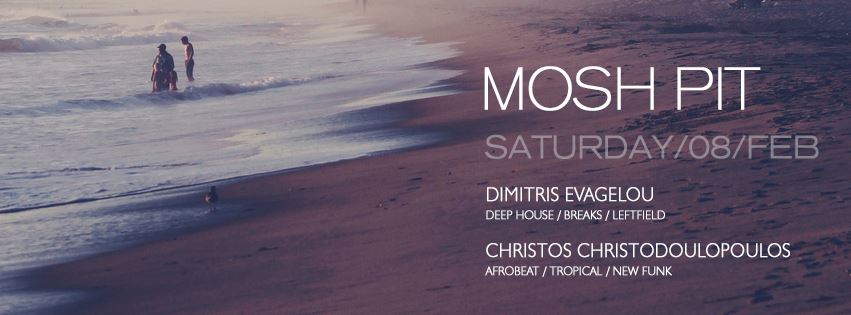 MOSH PIT
SATURDAY/08/FEB
DIMITRIS EVAGELOU
DEEP HOUSE / BREAKS / LEFTFIELD
CHRISTOS CHRISTODOULOPOULOS
AFROBEAT / TROPICAL / NEW FUNK